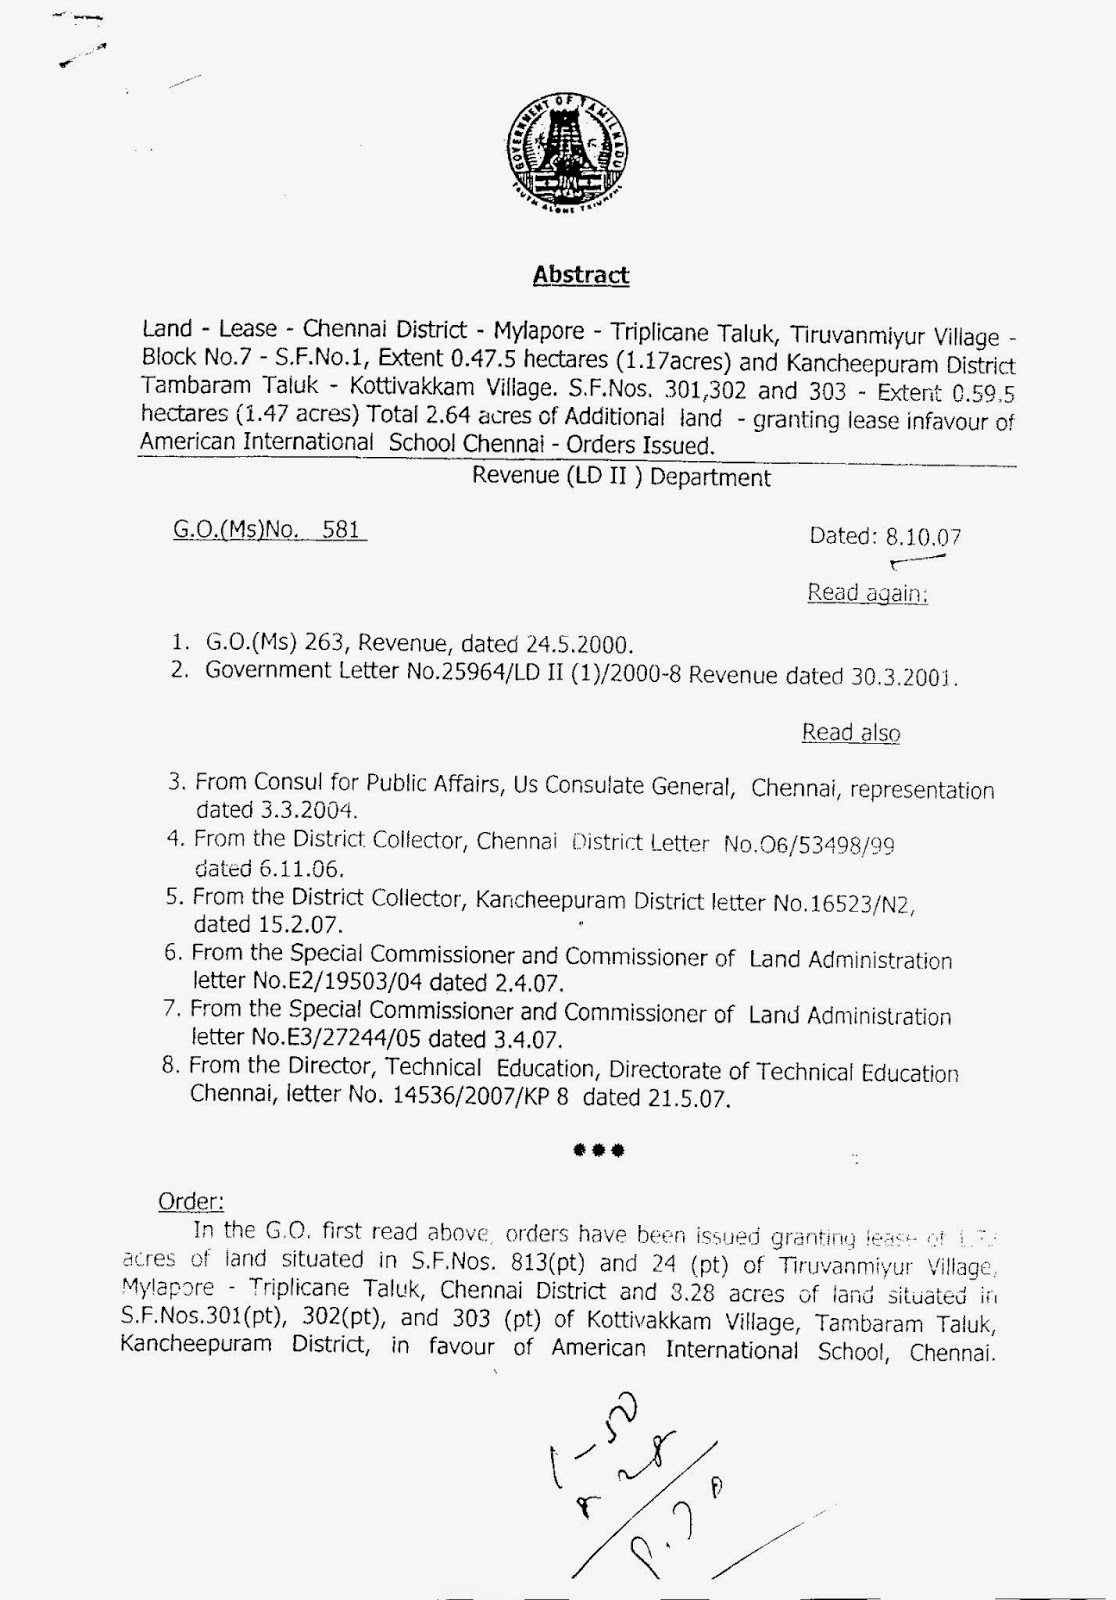 GOVERNMENT OF TAMILNADU
TRUTH ALONE TRIUMPHS
Abstract
Land - Lease - Chennai District - Mylapore - Triplicane Taluk, Tiruvanmiyur Village -
Block No.7 - S.F.No.1, Extent 0.47.5 hectares (1.17acres) and Kancheepuram District
Tambaram Taluk - Kottivakkam Village. S.F.Nos. 301,302 and 303 - Extent 0.59.5
hectares (1.47 acres) Total 2.64 acres of Additional land - granting lease infavour of
American International School Chennai - Orders Issued.
Revenue (LD II ) Department
G.O.(Ms)No. 581
Dated: 8.10.07
Read again:
1. G.O.(Ms) 263, Revenue, dated 24.5.2000.
2. Government Letter No.25964/LD II (1)/2000-8 Revenue dated 30.3.2001.
Read also
3. From Consul for Public Affairs, Us Consulate General, Chennai, representation
dated 3.3.2004.
4. From the District Collector, Chennai District Letter No.O6/53498/99
dated 6.11.06.
5. From the District Collector, Kancheepuram District letter No.16523/N2,
dated 15.2.07.
6. From the Special Commissioner and Commissioner of Land Administration
letter No.E2/19503/04 dated 2.4.07.
7. From the Special Commissioner and Commissioner of Land Administration
letter No.E3/27244/05 dated 3.4.07.
8. From the Director, Technical Education, Directorate of Technical Education
Chennai, letter No. 14536/2007/KP 8 dated 21.5.07.
***
Order:
In the G.O. first read above, orders have been issued granting lease of
acres of land situated in S.F.Nos. 813(pt) and 24 (pt) of Tiruvanmiyur Village,
Mylapore - Triplicane Taluk, Chennai District and 8.28 acres of land situated in
S.F.Nos.301(pt), 302(pt), and 303 (pt) of Kottivakkam Village, Tambaram Taluk,
Kancheepuram District, in favour of American International School, Chennai.
1-50
8 28